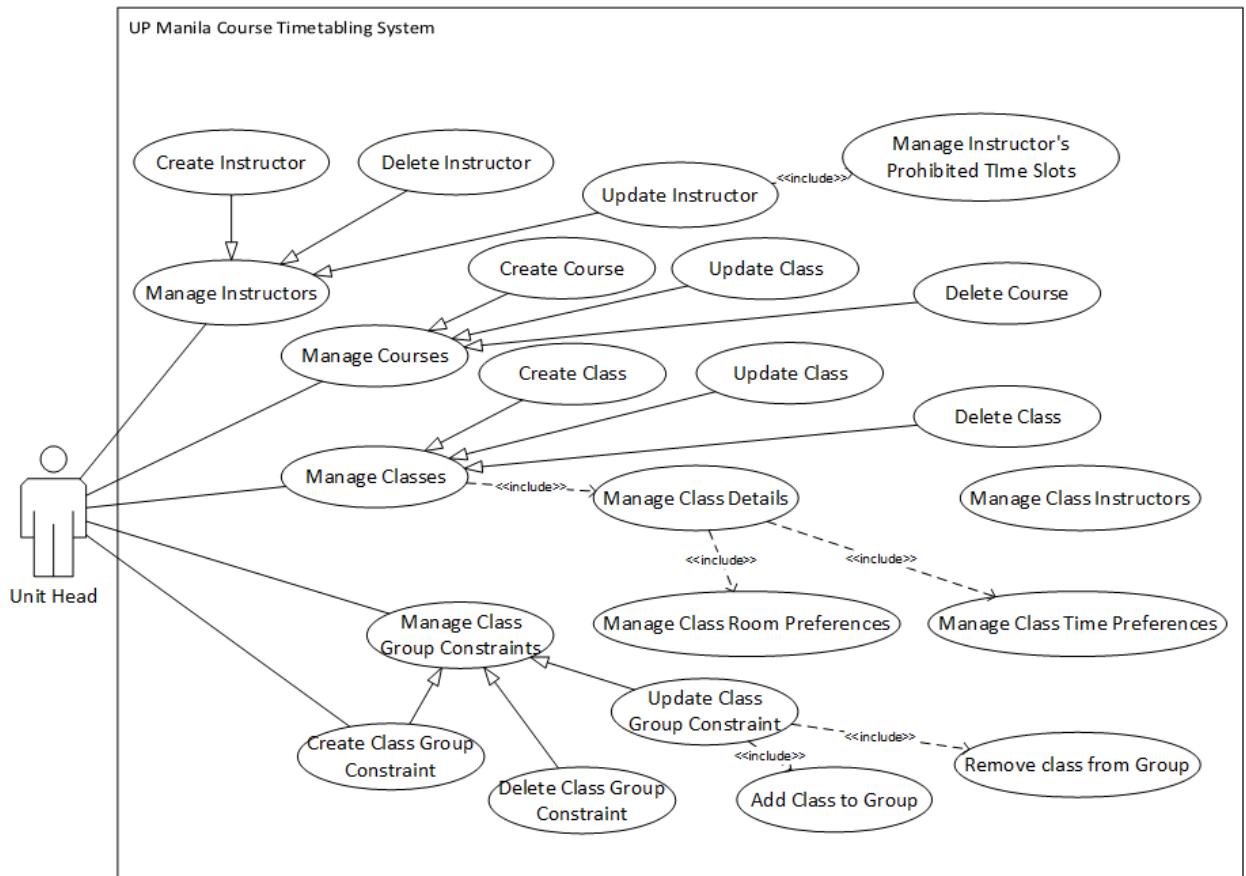 UP Manila Course Timetabling System
Create Instructor
Delete Instructor
Manage Instructor's
Prohibited TIme Slots
<<include>>
Update Instructor
Create Course
Update Class
Delete Course
Manage Instructors
Manage Courses
Create Class
Update Class
Delete Class
Manage Classes
<<include>>
Manage Class Details
Manage Class Instructors
<<include>>
<<include>>
Manage Class Room Preferences
Manage Class Time Preferences
Unit Head
Manage Class
Group Constraints
Update Class
Group Constraint
<<include>>
<<include>>
Create Class Group
Constraint
Delete Class Group
Constraint
Add Class to Group
Remove class from Group